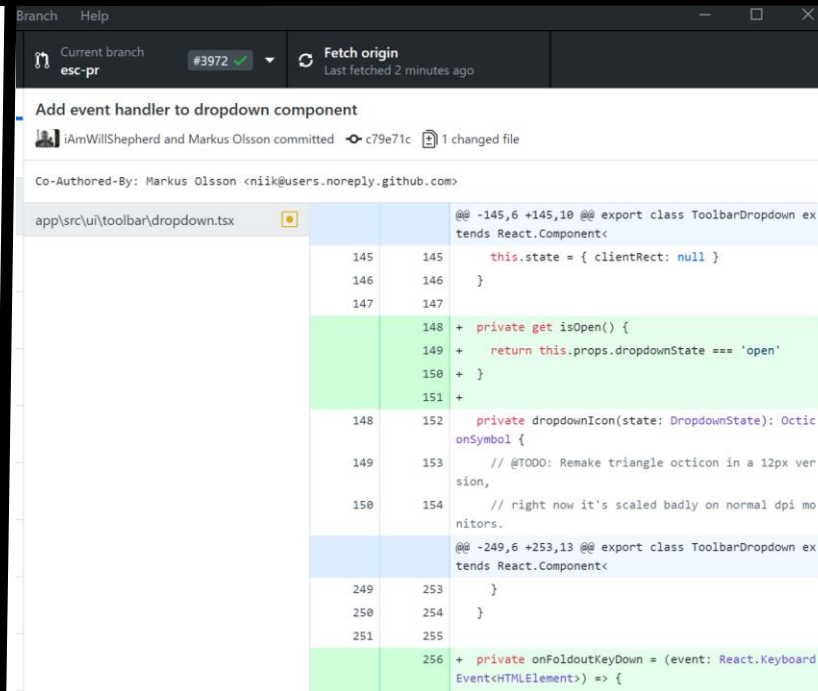 Branch Help
Current branch
esc-pr
#3972
Fetch origin
Last fetched 2 minutes ago
Add event handler to dropdown component
iAmWillShepherd and Markus Olsson committed c79e71c 1 changed file
Co-Authored-By: Markus Olsson <niik@users.noreply.github.com>
app\src\ui\toolbar\dropdown.tsx
@@ -145,6 +145,10 @@ export class ToolbarDropdown ex
tends React.Component<
145 145 this.state = { clientRect: null }
146 146 }
147 147
148 + private get isOpen() {
149 + return this.props.dropdownState === 'open'
150 + }
151 +
148 152 private dropdownIcon(state: DropdownState): Octic
onSymbol {
149 153 // @TODO: Remake triangle octicon in a 12px ver
sion,
150 154 // right now it's scaled badly on normal dpi mo
nitors.
@@ -249,6 +253,13 @@ export class ToolbarDropdown ex
tends React.Component<
249 253 }
250 254 }
251 255
256 + private onFoldoutKeyDown = (event: React.Keyboard
Event<HTMLElement>) => {